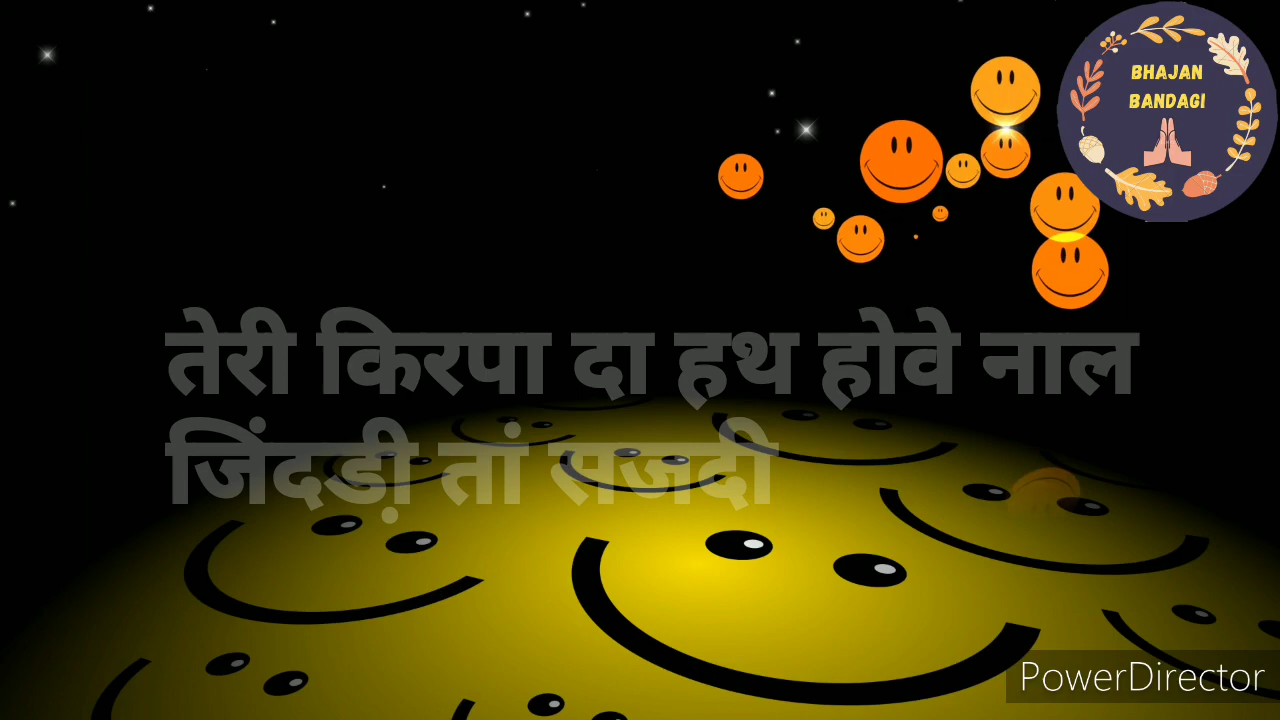 BHAJAN
BANDAGI
तेरी किरपा दा हथ होवे नाल
जिंदड़ी तां सजदी
PowerDirector